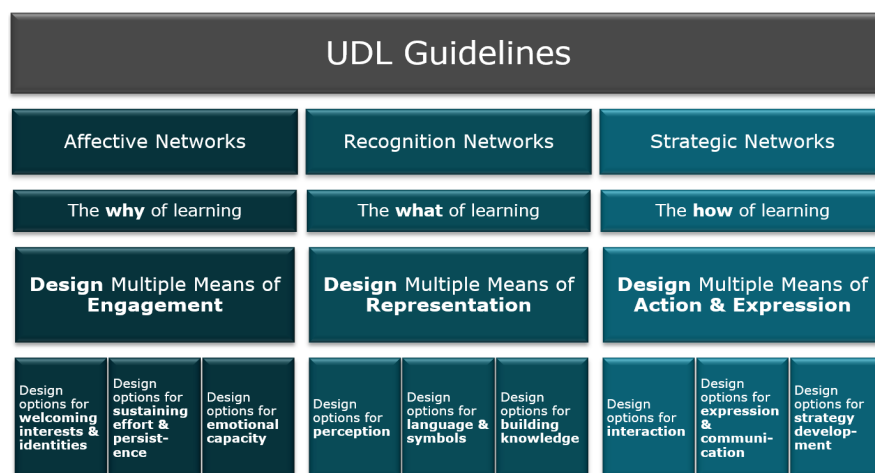 UDL Guidelines
Affective Networks
Recognition Networks
Strategic Networks
The why of learning
The what of learning
The how of learning
Design Multiple Means of
Engagement
Design Multiple Means of
Representation
Design Multiple Means of
Action & Expression
Design
options for
welcoming
interests &
identities
Design
options for
sustaining
effort &
persist-
ence
Design
options for
emotional
capacity
Design
options for
perception
Design
options for
language &
symbols
Design
options for
building
knowledge
Design
options for
interaction
Design
options for
expression
&
communi-
cation
Design
options for
strategy
develop-
ment